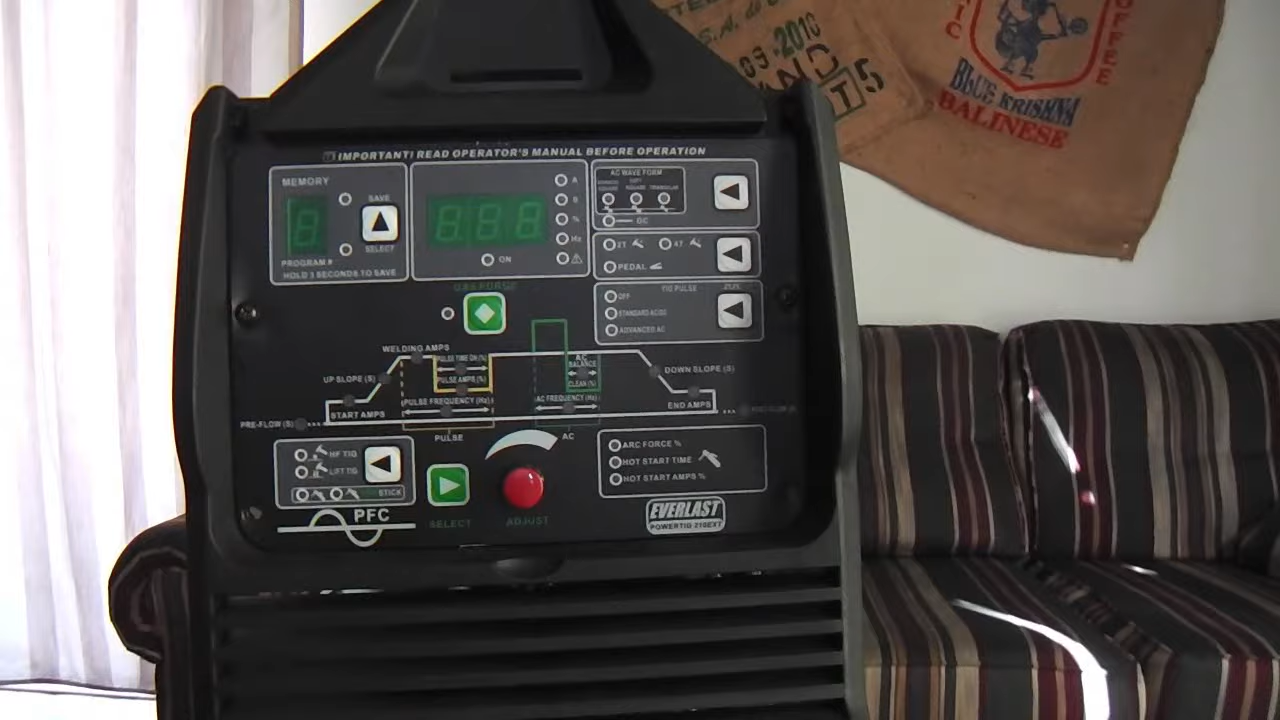 IMPORTANT! READ OPERATOR'S MANUAL BEFORE OPERATION
MEMORY
SAVE
SELECT
PROGRAM #
HOLD 3 SECONDS TO SAVE
A
%
Hz
ON
AC WAVE FORM
SQUARE
TRIANGULAR
DC
2T
4T
PEDAL
TIG PULSE
OFF
STANDARD AC/DC
ADVANCED AC
WELDING AMPS
UP SLOPE (S)
START AMPS
PRE-FLOW (S)
PULSE TIME ON (%)
PULSE AMPS (%)
PULSE FREQUENCY (Hz)
PULSE
AC
BALANCE
CLEAN (%)
AC FREQUENCY (Hz)
AC
DOWN SLOPE (S)
END AMPS
HF TIG
LIFT TIG
STICK
PFC
SELECT
ADJUST
ARC FORCE %
HOT START TIME
HOT START AMPS %
EVERLAST
POWERTIG 210EXT
S.A. de
09-2010
T5
BLUE KRISHNA
BALINESE